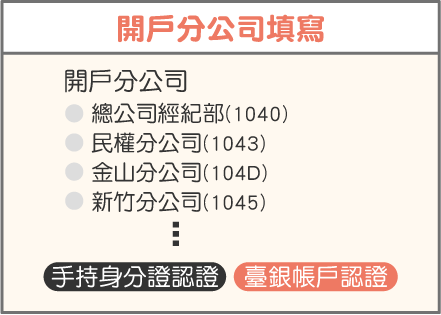 開戶分公司填寫
開戶分公司
總公司經紀部(1040)
民權分公司(1043)
金山分公司(104D)
新竹分公司(1045)
手持身分證認證 臺銀帳戶認證